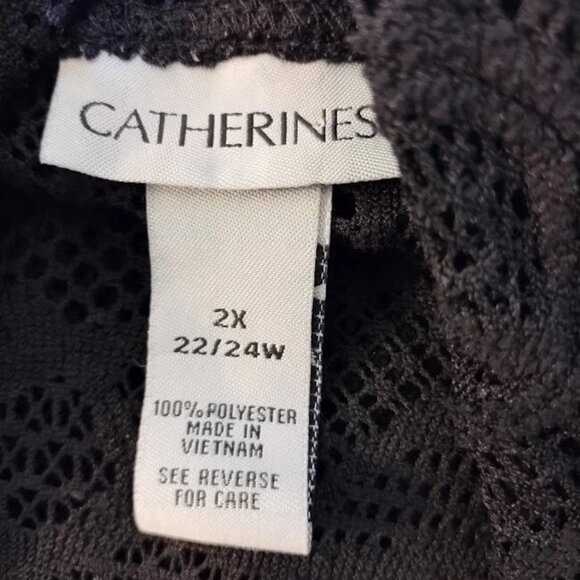 CATHERINES
2X
22/24W
100% POLYESTER
MADE IN
VIETNAM
SEE REVERSE
FOR CARE